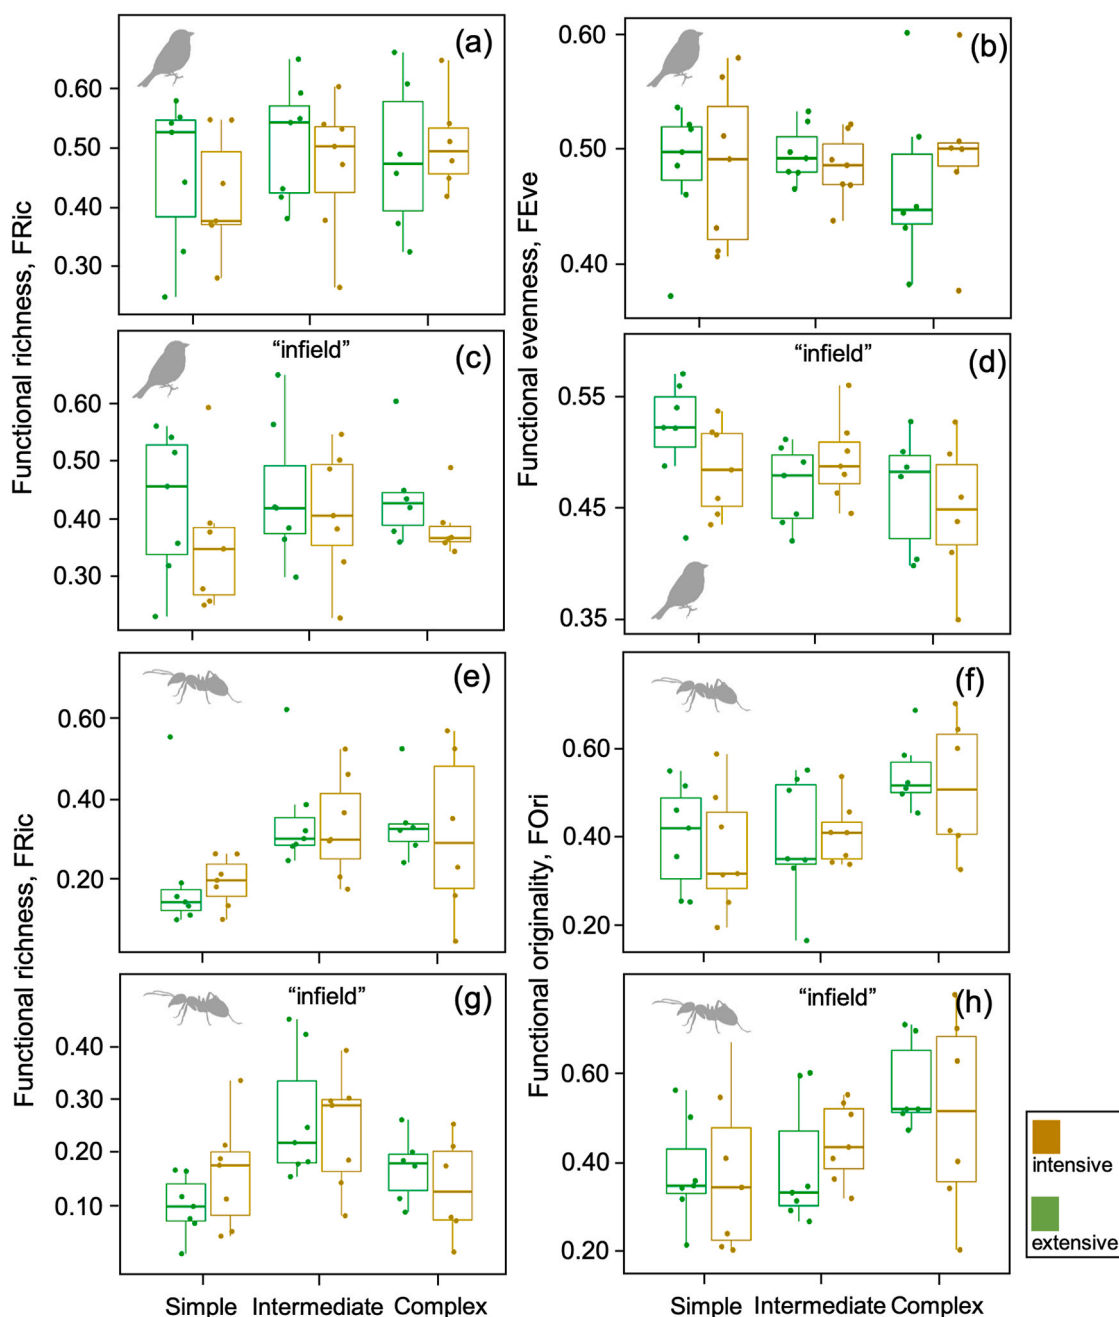 (a)
0.60
0.50
0.40
0.30
(b)
0.60
0.50
0.40
“infield”
(c)
0.60
0.50
0.40
0.30
“infield”
(d)
0.55
0.45
0.35
Functional richness, FRic
Functional evenness, FEve
(e)
0.60
0.40
0.20
(f)
0.60
0.40
0.20
“infield”
(g)
0.40
0.30
0.20
0.10
“infield”
(h)
0.60
0.40
0.20
Functional richness, FRic
Functional originality, FOri
Simple Intermediate Complex
Simple Intermediate Complex
intensive
extensive